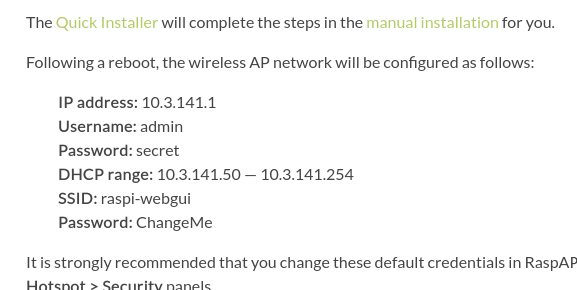 The Quick Installer will complete the steps in the manual installation for you.
Following a reboot, the wireless AP network will be configured as follows:
IP address: 10.3.141.1
Username: admin
Password: secret
DHCP range: 10.3.141.50 — 10.3.141.254
SSID: raspi-webgui
Password: ChangeMe
It is strongly recommended that you change these default credentials in RaspAP
Hotspot > Security panels